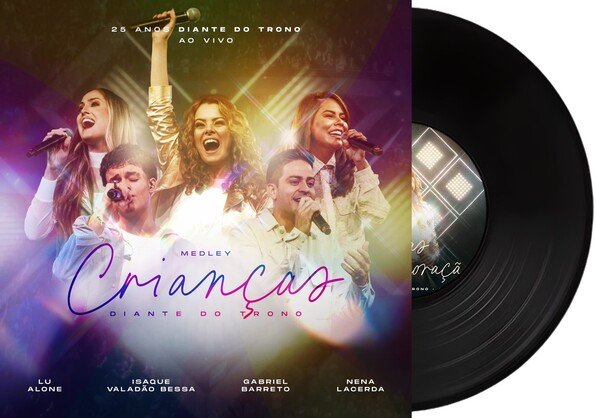 25 ANOS DIANTE DO TRONO
AO VIVO
MEDLEY
Crianças
DIANTE DO TRONO
LU
ALONE
ISAQUE
VALADÃO BESSA
GABRIEL
BARRETO
NENA
LACERDA